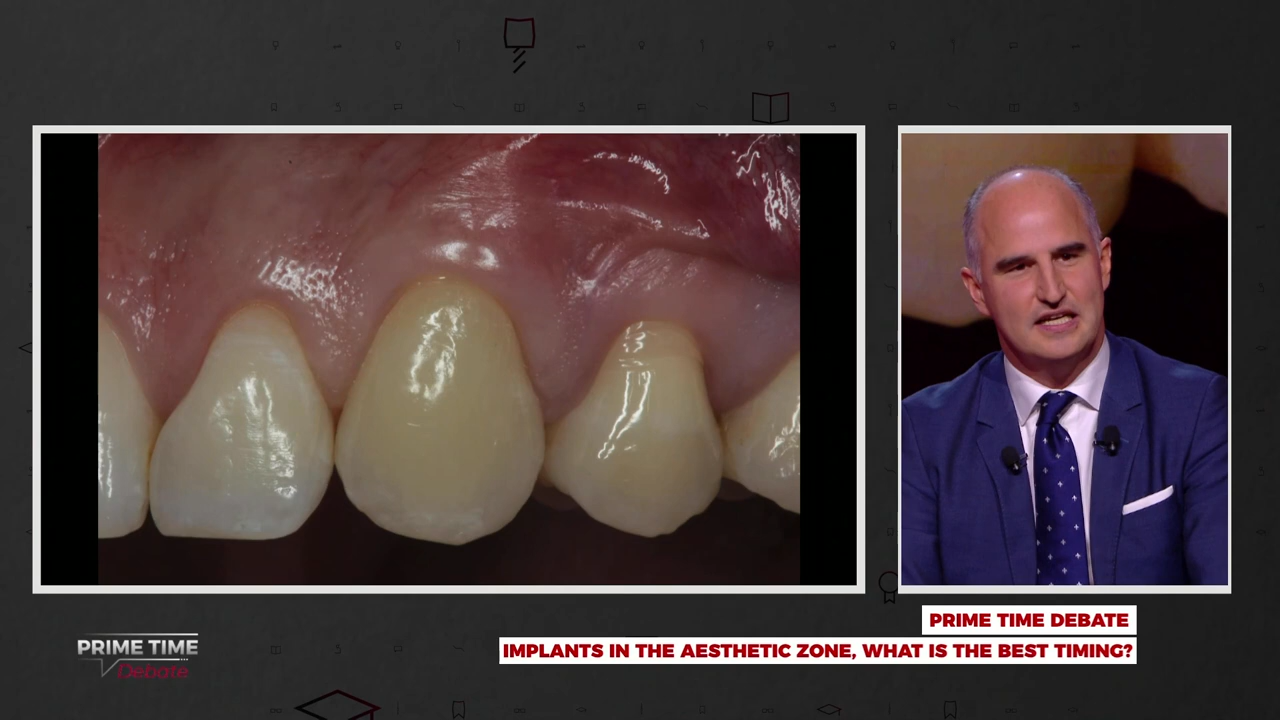 PRIME TIME DEBATE
IMPLANTS IN THE AESTHETIC ZONE, WHAT IS THE BEST TIMING?
PRIME TIME
Debate